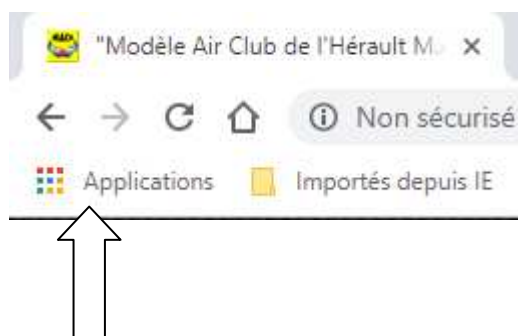 "Modèle Air Club de l'Hérault M
Non sécurisé
Applications Importés depuis IE